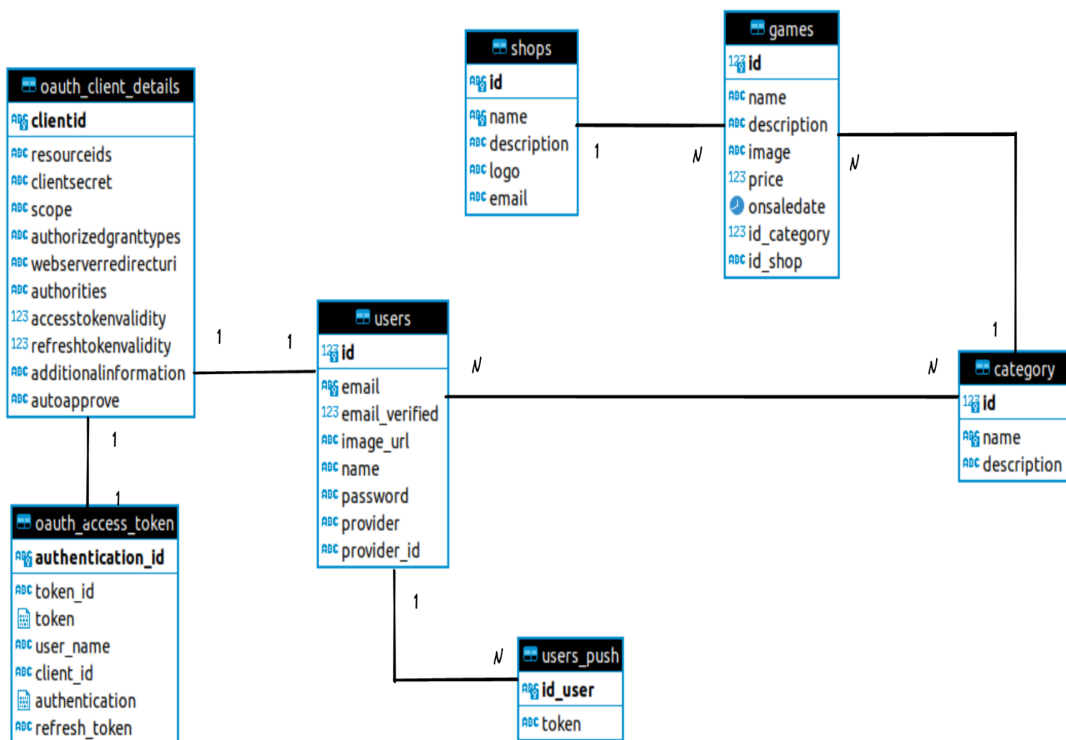 oauth_client_details
clientid
resourceids
clientsecret
scope
authorizedgranttypes
webserverredirecturi
authorities
accesstokenvalidity
refreshtokenvalidity
additionalinformation
autoapprove
1
1
oauth_access_token
authentication_id
token_id
token
user_name
client_id
authentication
refresh_token
1
1
users
id
email
email_verified
image_url
name
password
provider
provider_id
1
N
users_push
id_user
token
shops
id
name
description
logo
email
1
N
games
id
name
description
image
price
onsaledate
id_category
id_shop
N
1
N
N
category
id
name
description